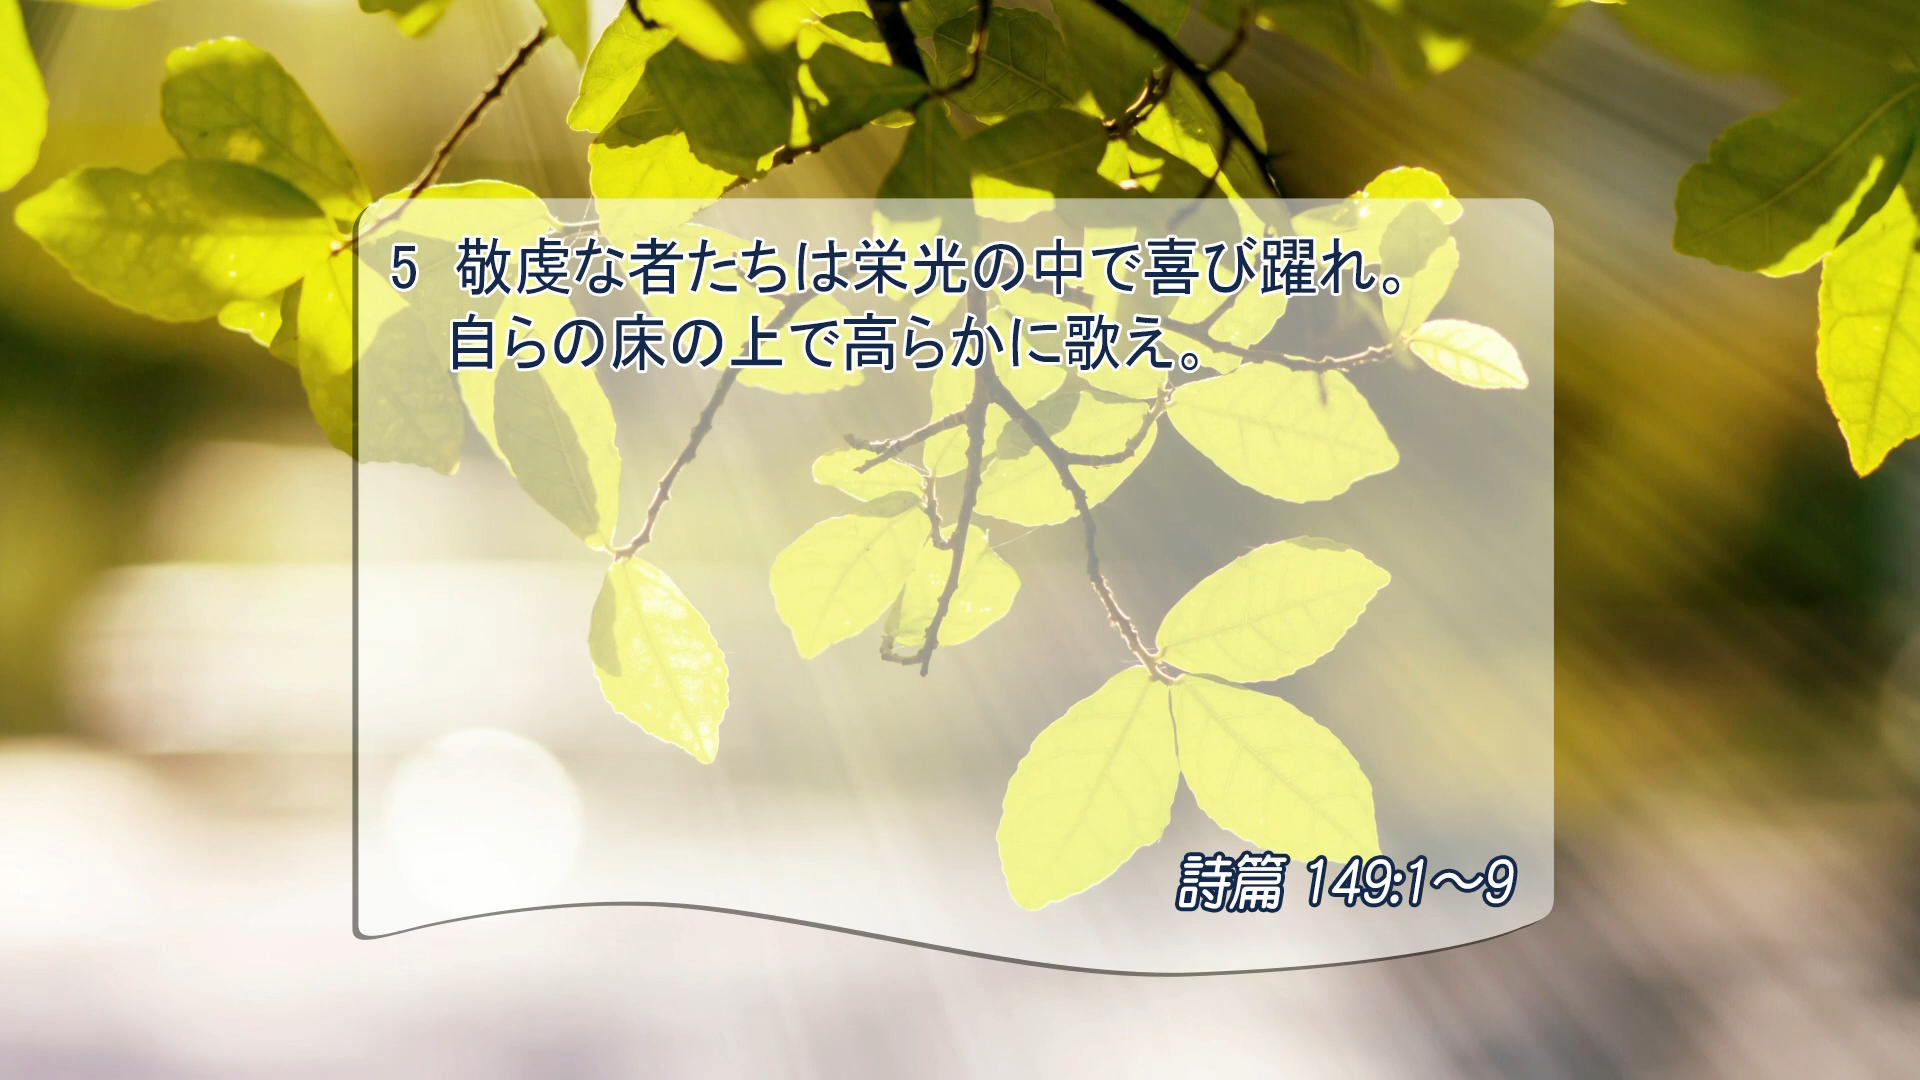 5 敬虔な者たちは栄光の中で喜び躍れ。
自らの床の上で高らかに歌え。
詩篇 149:1〜9